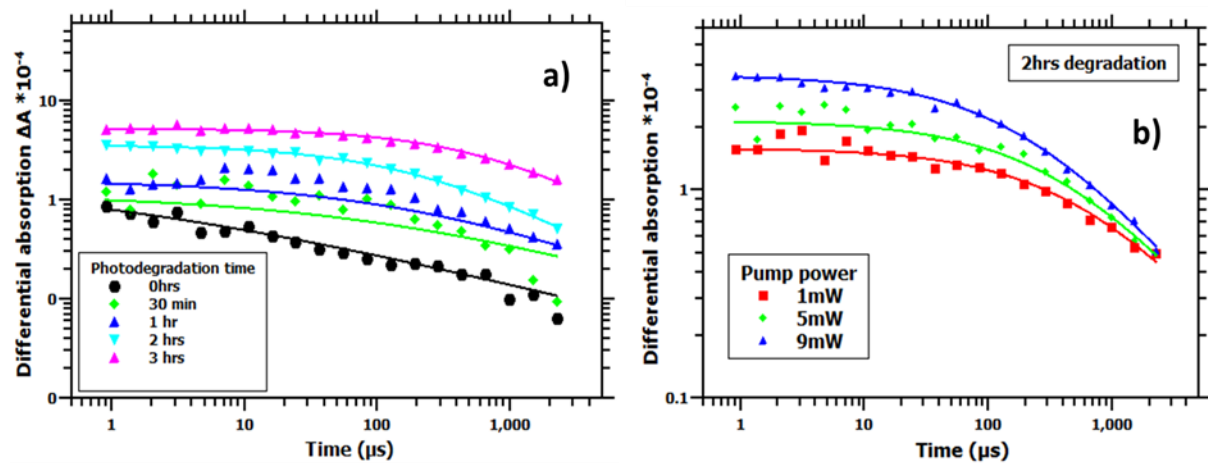 Differential absorption ΔA *10-4
10
1
0
0
a)
Photodegradation time
0hrs
30 min
1 hr
2 hrs
3 hrs
1
10
100
1,000
Time (µs)
Differential absorption *10-4
1
0.1
b)
2hrs degradation
Pump power
1mW
5mW
9mW
1
10
100
1,000
Time (µs)